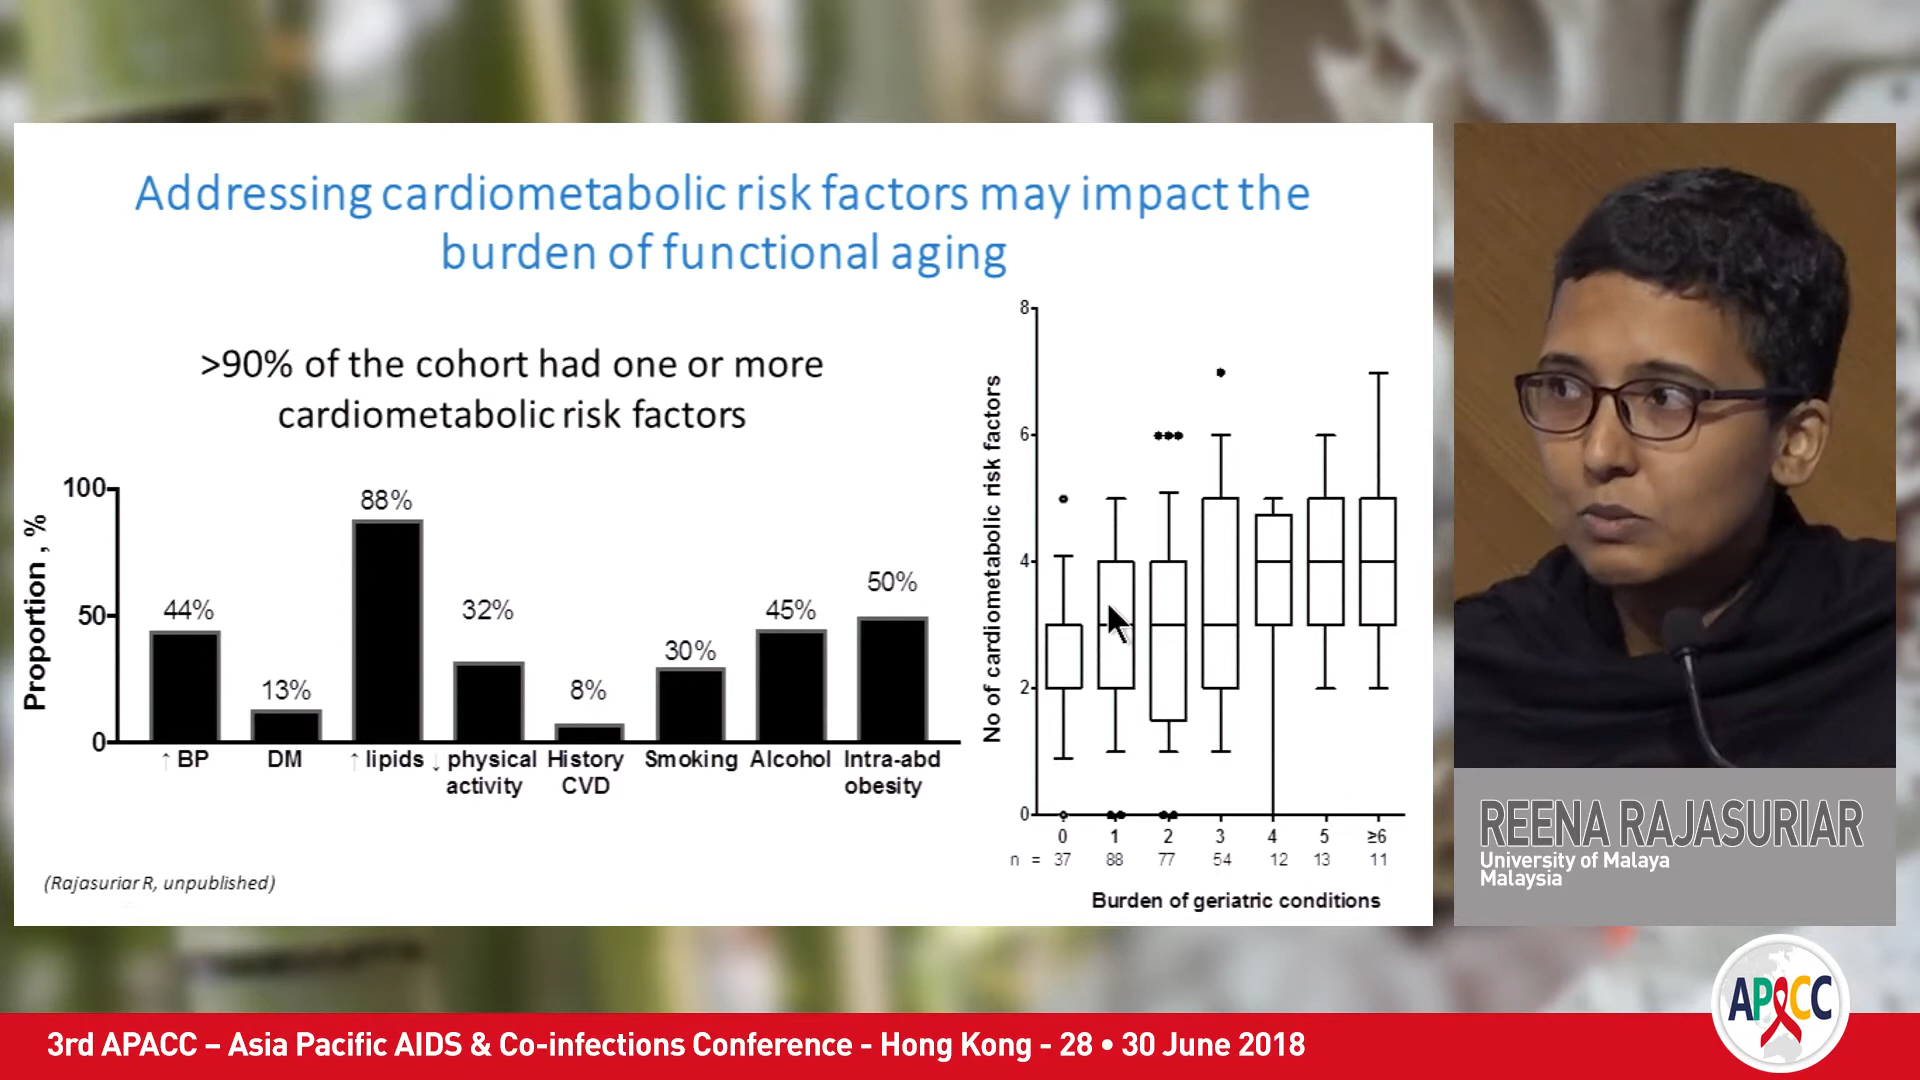 Addressing cardiometabolic risk factors may impact the
burden of functional aging
>90% of the cohort had one or more
cardiometabolic risk factors
Proportion , %
100
50
0
44%
13%
88%
32%
8%
30%
45%
50%
↑ BP
DM
↑ lipids
↓ physical
activity
History
CVD
Smoking
Alcohol
Intra-abd
obesity
(Rajasuriar R, unpublished)
No of cardiometabolic risk factors
8
6
4
2
0
0 1 2 3 4 5 ≥6
n = 37 88 77 54 12 13 11
Burden of geriatric conditions
REENA RAJASURIAR
University of Malaya
Malaysia
APACC
3rd APACC – Asia Pacific AIDS & Co-infections Conference - Hong Kong - 28 • 30 June 2018